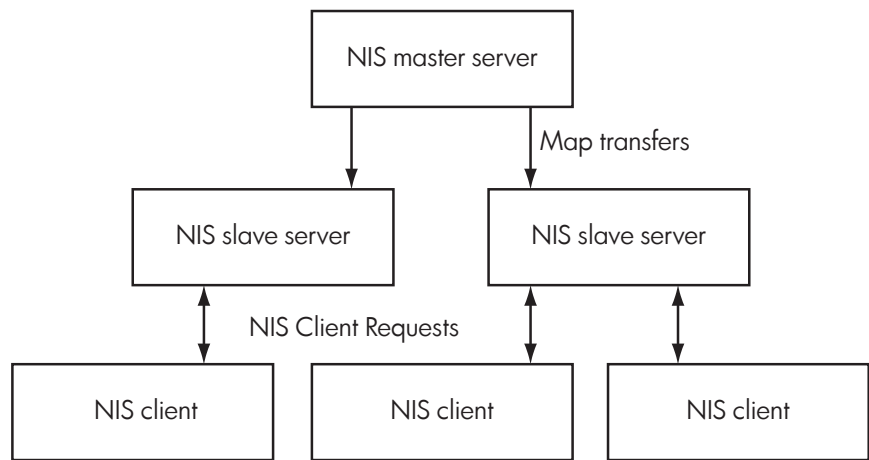 NIS master server
Map transfers
NIS slave server
NIS slave server
NIS Client Requests
NIS client
NIS client
NIS client